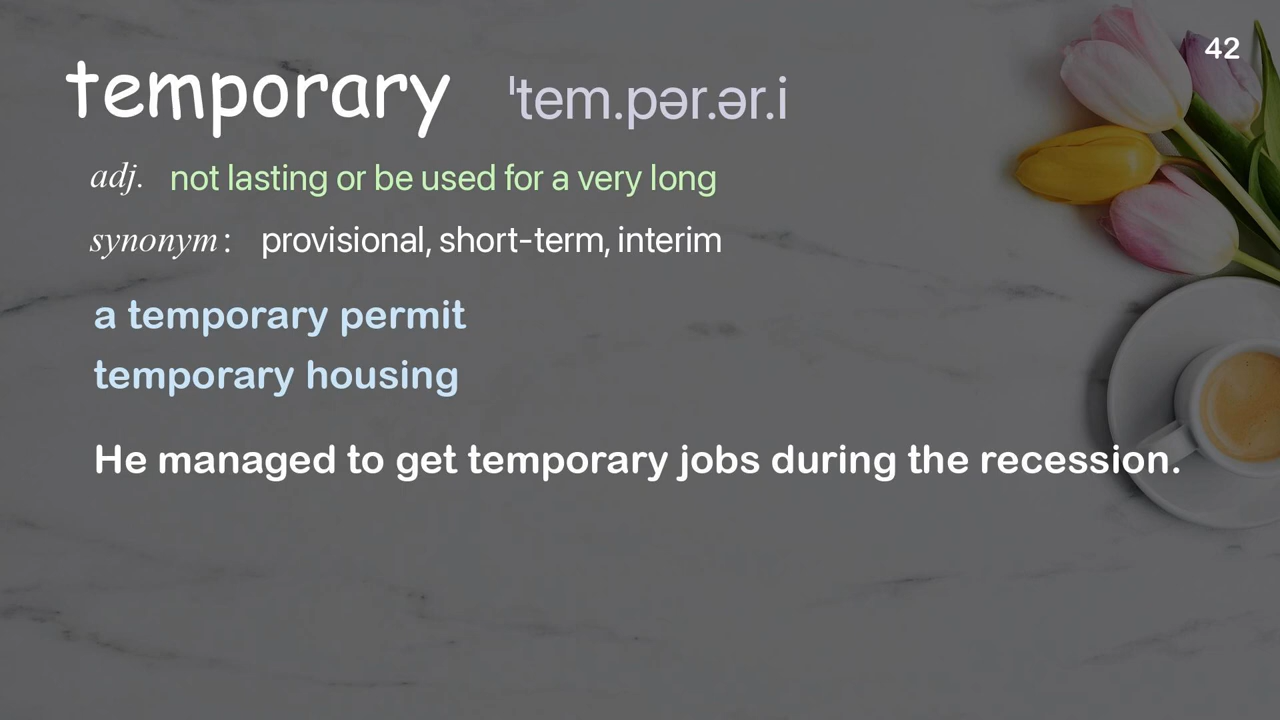 42
temporary ˈtem.pər.ər.i
adj. not lasting or be used for a very long
synonym: provisional, short-term, interim
a temporary permit
temporary housing
He managed to get temporary jobs during the recession.